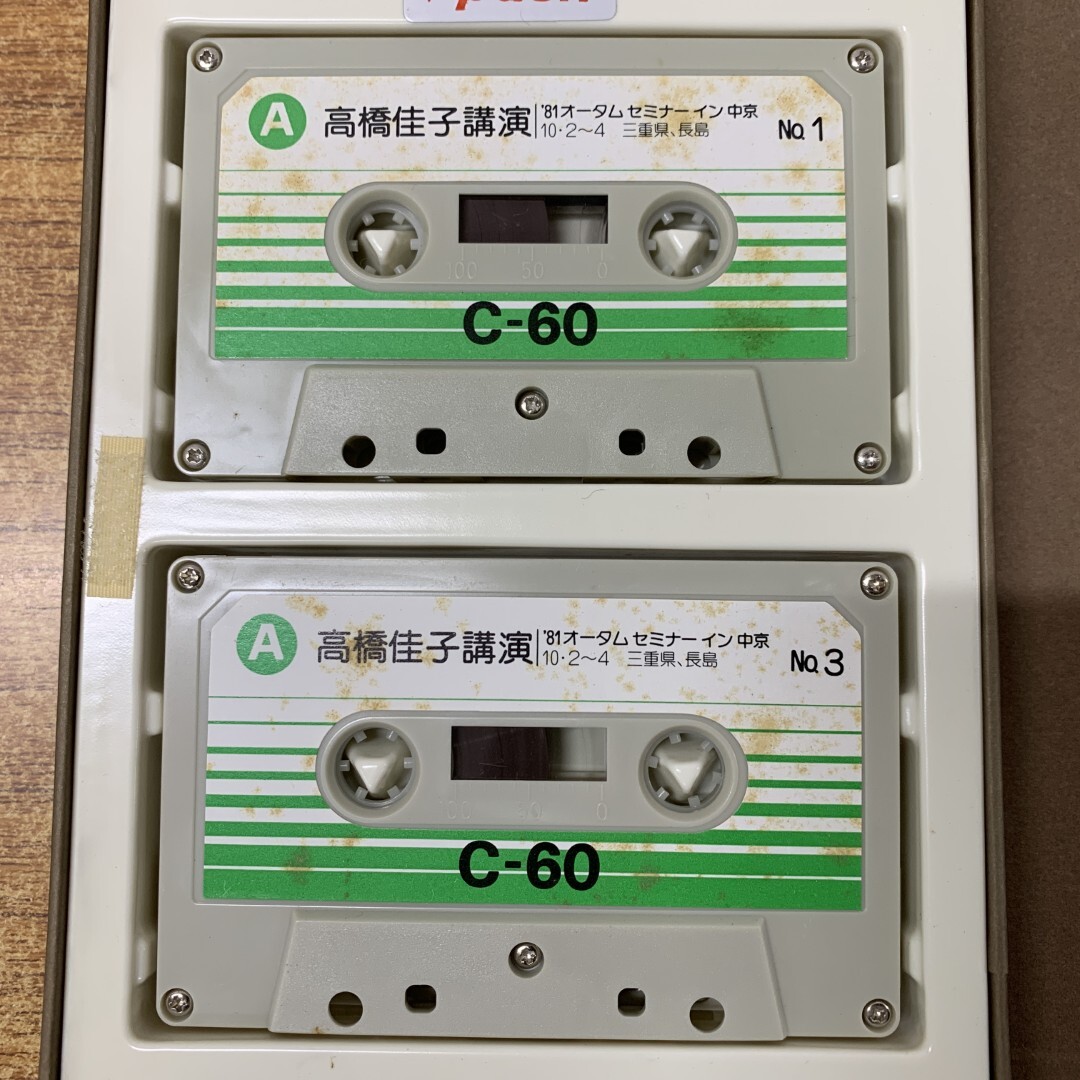 push
A 高橋佳子講演 '81オータム セミナー イン 中京
10・2〜4 三重県、長島 No.1
100 50 0
C-60
A 高橋佳子講演 '81オータム セミナー イン 中京
10・2〜4 三重県、長島 No.3
100 50 0
C-60